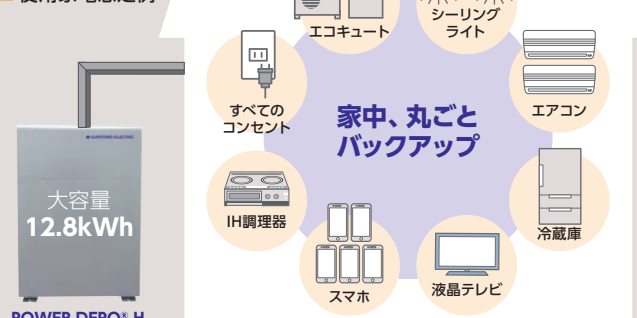 エコキュート
シーリング
ライト
すべての
コンセント
エアコン
家中、丸ごと
バックアップ
SUMITOMO ELECTRIC
大容量
12.8kWh
IH調理器
冷蔵庫
スマホ
液晶テレビ
POWER DEPO® H